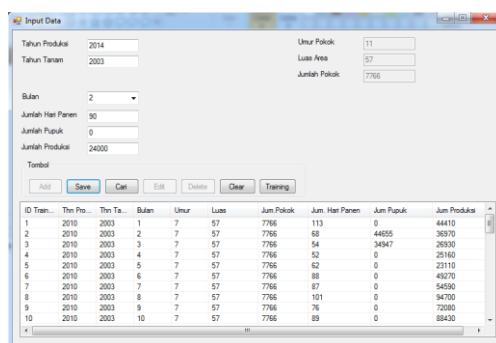 Input Data
Tahun Produksi 2014 Umur Pokok 11
Tahun Tanam 2003 Luas Area 57
Jumlah Pokok 7766
Bulan 2
Jumlah Hari Panen 90
Jumlah Pupuk 0
Jumlah Produksi 24000
Tombol
Add Save Cari Edit Delete Clear Training
ID Train... Thn Pro... Thn Ta... Bulan Umur Luas Jum.Pokok Jum. Hari Panen Jum Pupuk Jum Produksi
1 2010 2003 1 7 57 7766 113 0 44410
2 2010 2003 2 7 57 7766 68 44655 36970
3 2010 2003 3 7 57 7766 54 34947 26930
4 2010 2003 4 7 57 7766 52 0 25160
5 2010 2003 5 7 57 7766 62 0 23110
6 2010 2003 6 7 57 7766 88 0 49270
7 2010 2003 7 7 57 7766 87 0 54590
8 2010 2003 8 7 57 7766 101 0 94700
9 2010 2003 9 7 57 7766 76 0 72080
10 2010 2003 10 7 57 7766 89 0 88430